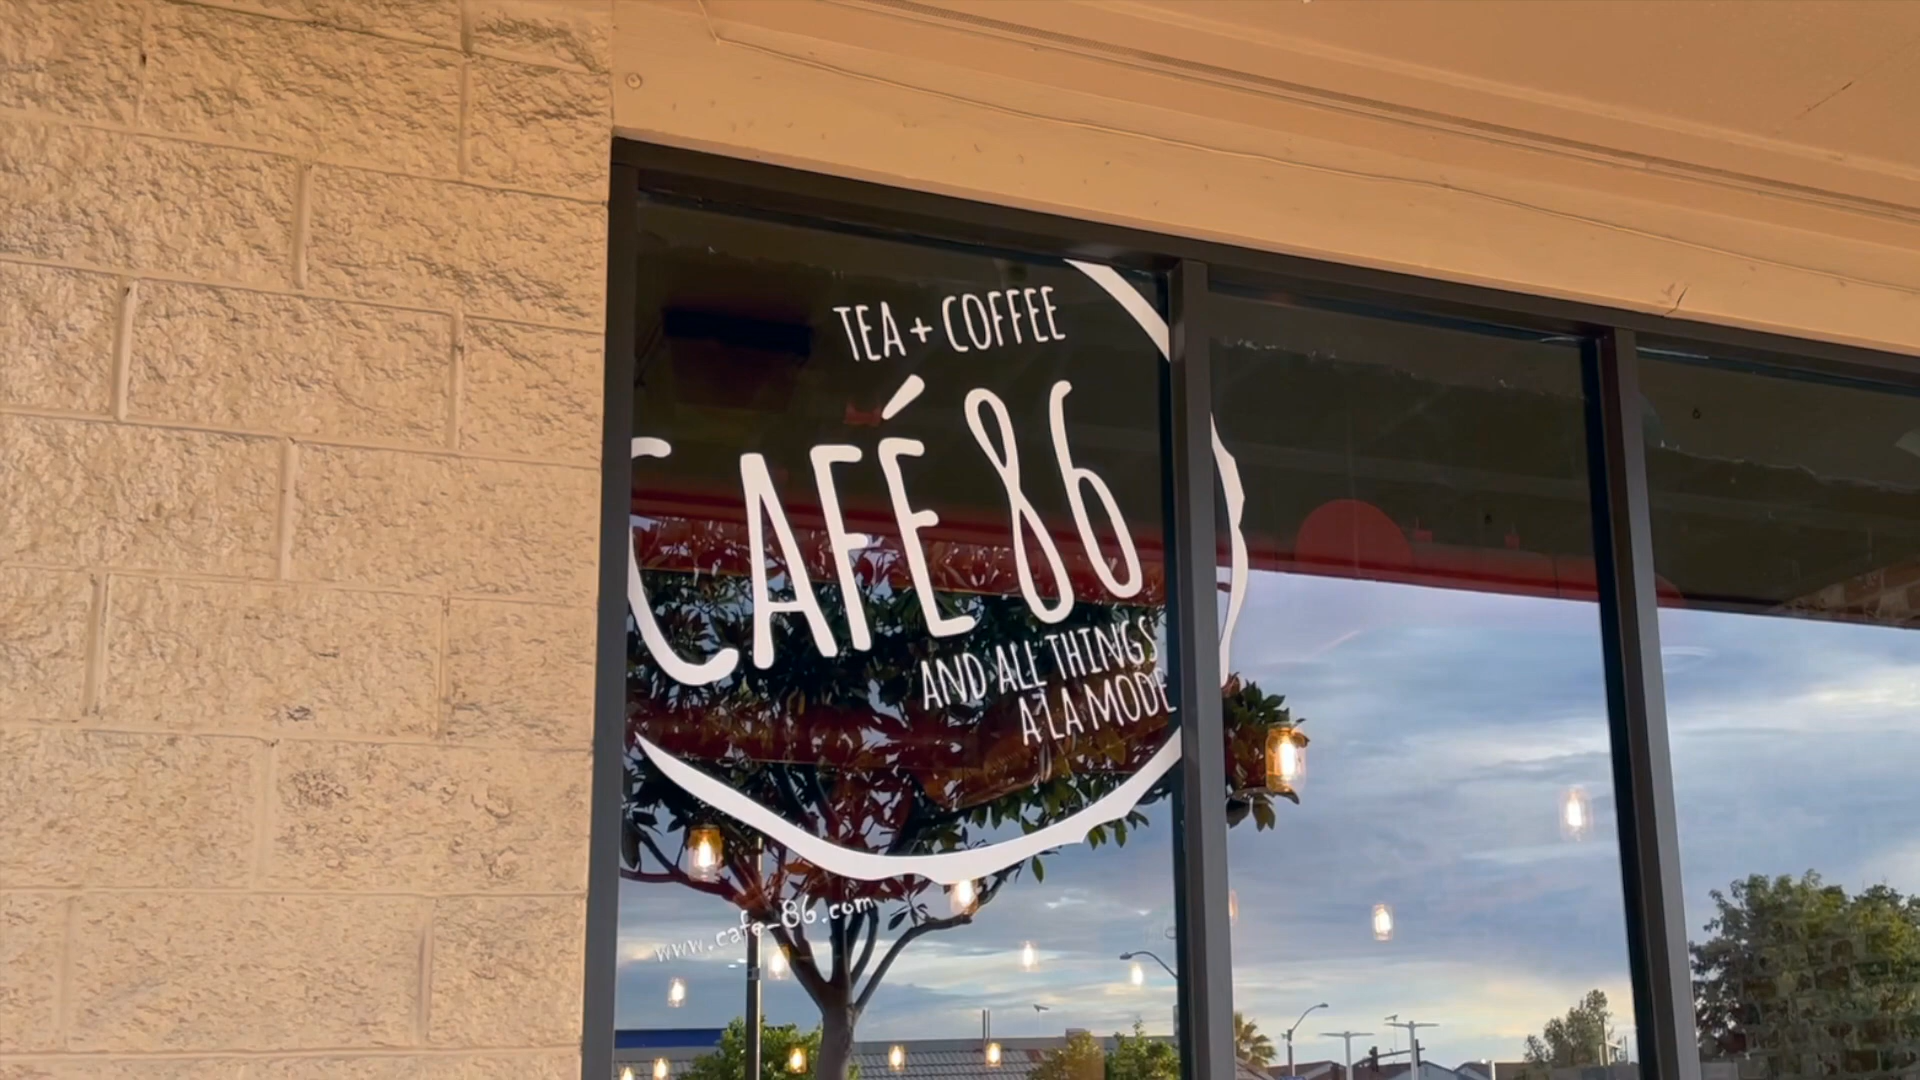 TEA + COFFEE
CAFÉ 86
AND ALL THINGS
A LA MODE
www.cafe-86.com